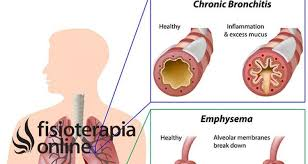 Chronic Bronchitis
Healthy
Inflammation
& excess mucus
fisioterapia
online
Emphysema
Healthy
Alveolar membranes
break down